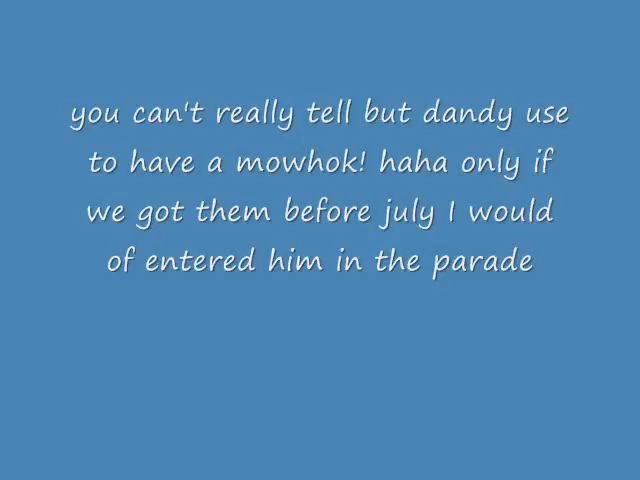 you can't really tell but dandy use
to have a mowhok! haha only if
we got them before july I would
of entered him in the parade